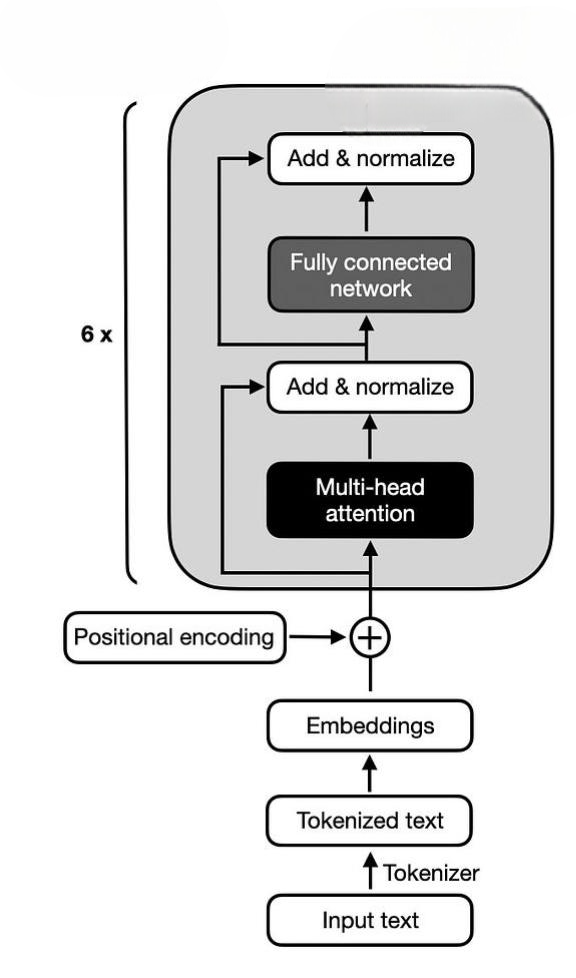 Add & normalize
Fully connected
network
6 x
Add & normalize
Multi-head
attention
Positional encoding
+
Embeddings
Tokenized text
Tokenizer
Input text